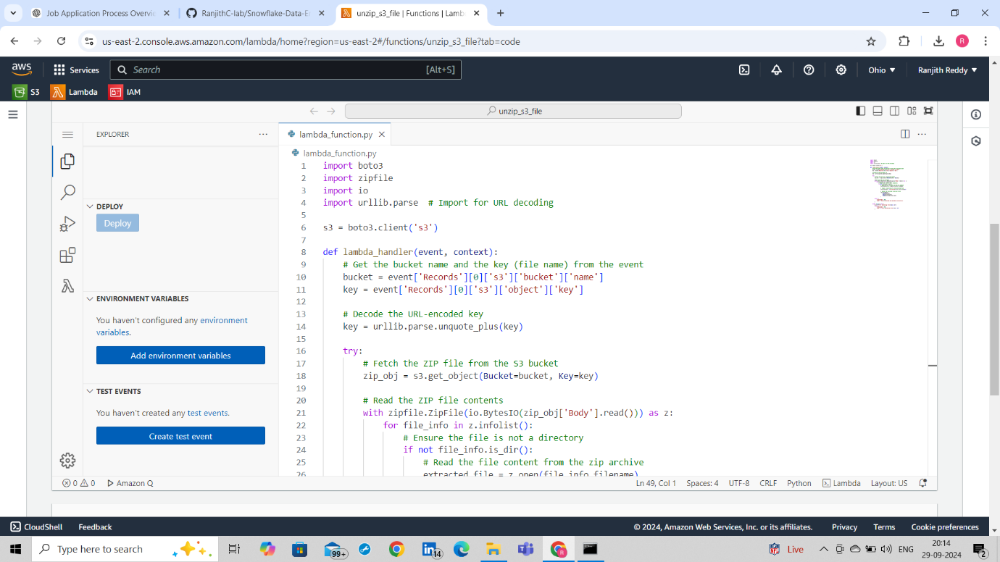 Job Application Process Overvie
RanjithC-lab/Snowflake-Data-E
unzip_s3_file | Functions | Lamb
us-east-2.console.aws.amazon.com/lambda/home?region=us-east-2#/functions/unzip_s3_file?tab=code
R
aws
Services
Search
[Alt+S]
Ohio
Ranjith Reddy
S3
Lambda
IAM
unzip_s3_file
EXPLORER
lambda_function.py
lambda_function.py
DEPLOY
Deploy
ENVIRONMENT VARIABLES
You haven't configured any environment
variables.
Add environment variables
TEST EVENTS
You haven't created any test events.
Create test event
1 import boto3
2 import zipfile
3 import io
4 import urllib.parse  # Import for URL decoding
5
6 s3 = boto3.client('s3')
7
8 def lambda_handler(event, context):
9     # Get the bucket name and the key (file name) from the event
10     bucket = event['Records'][0]['s3']['bucket']['name']
11     key = event['Records'][0]['s3']['object']['key']
12
13     # Decode the URL-encoded key
14     key = urllib.parse.unquote_plus(key)
15
16     try:
17         # Fetch the ZIP file from the S3 bucket
18         zip_obj = s3.get_object(Bucket=bucket, Key=key)
19
20         # Read the ZIP file contents
21         with zipfile.ZipFile(io.BytesIO(zip_obj['Body'].read())) as z:
22             for file_info in z.infolist():
23                 # Ensure the file is not a directory
24                 if not file_info.is_dir():
25                     # Read the file content from the zip archive
26                     extracted_file = z.open(file_info.filename)
0 0
Amazon Q
Ln 49, Col 1
Spaces: 4
UTF-8
CRLF
Python
Lambda
Layout: US
CloudShell
Feedback
© 2024, Amazon Web Services, Inc. or its affiliates.
Privacy
Terms
Cookie preferences
Type here to search
99+
14
R
Live
ENG
20:14
29-09-2024
2